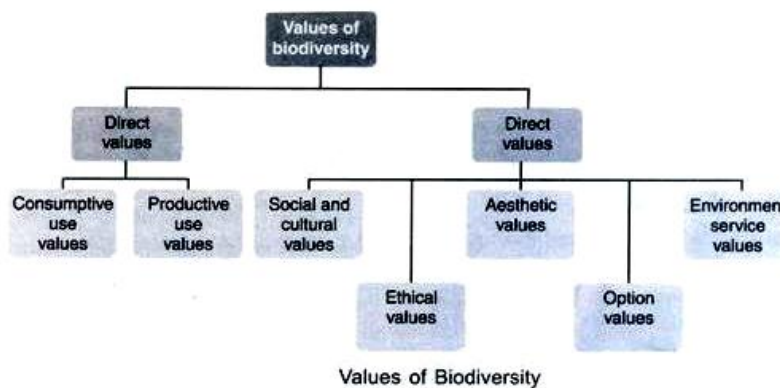 Values of
biodiversity
Direct
values
Direct
values
Consumptive
use values
Productive
use values
Social and
cultural
values
Aesthetic
values
Environmen
service
values
Ethical
values
Option
values
Values of Biodiversity